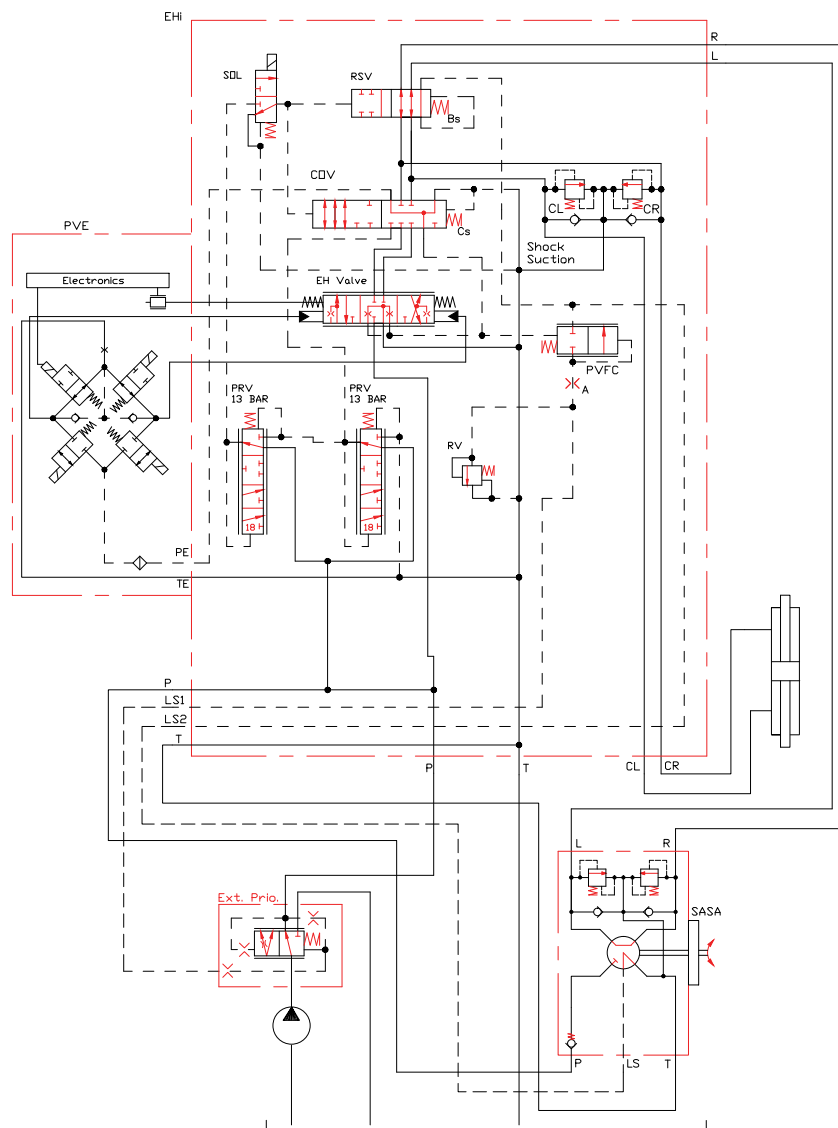 EHi
R
L
SOL
RSV
Bs
COV
Cs
CL
CR
Shock
Suction
PVE
Electronics
EH Valve
PVFC
A
PRV
13 BAR
PRV
13 BAR
RV
18
18
PE
TE
P
LS1
LS2
T
P
T
CL
CR
L
R
Ext. Prio.
SASA
P
LS
T